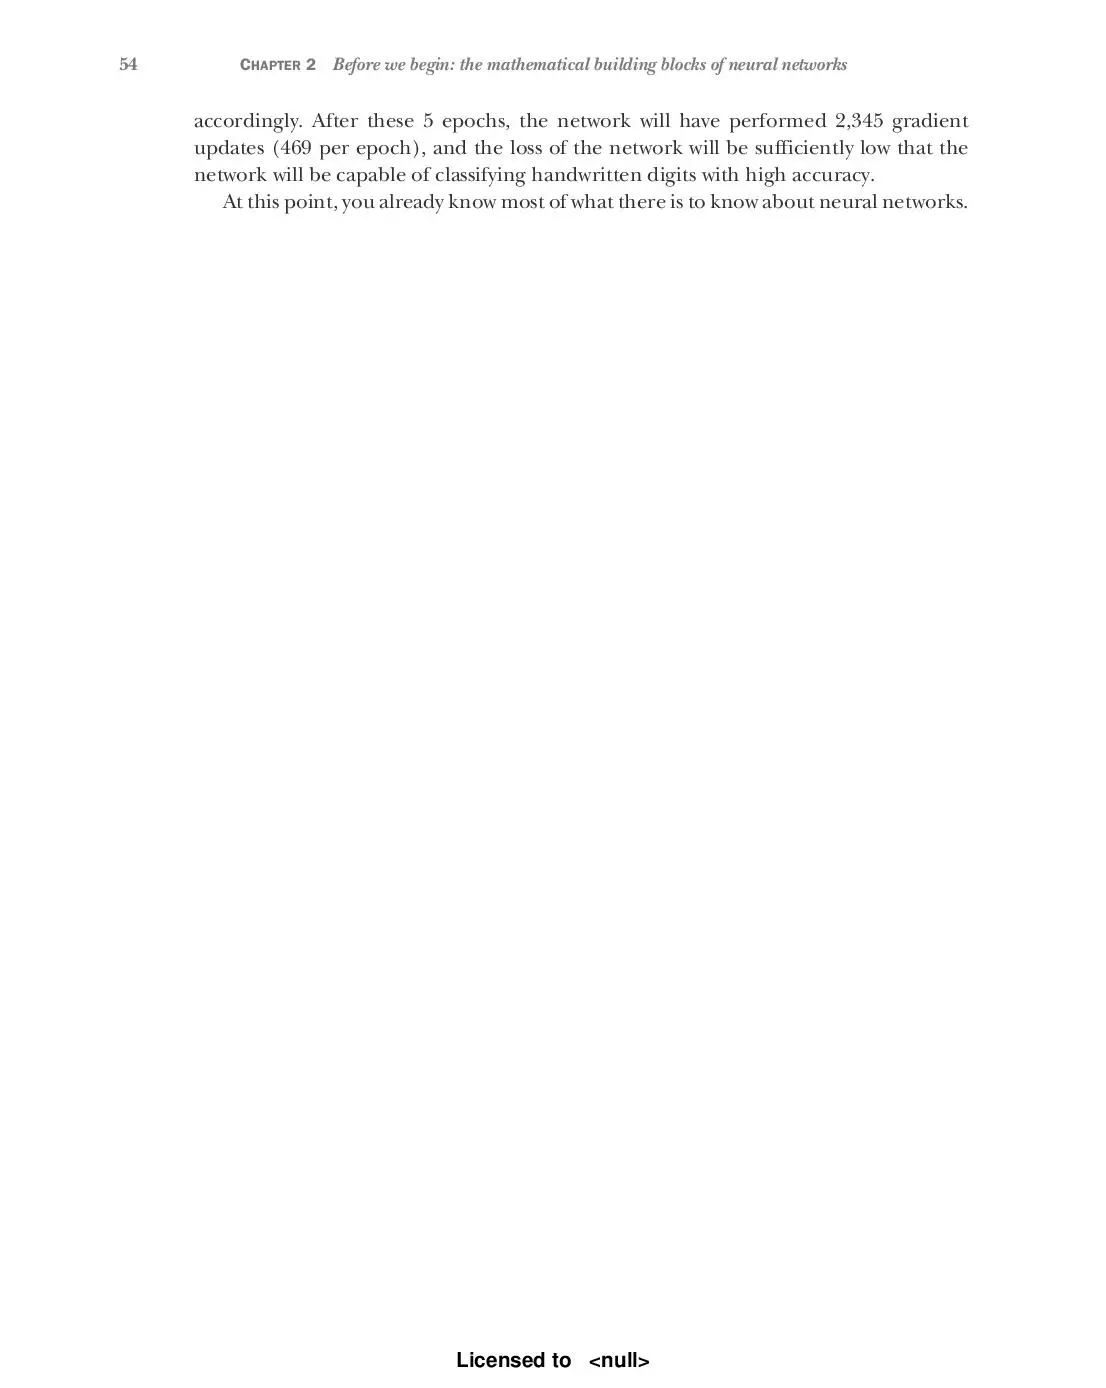 54 CHAPTER 2 Before we begin: the mathematical building blocks of neural networks
accordingly. After these 5 epochs, the network will have performed 2,345 gradient
updates (469 per epoch), and the loss of the network will be sufficiently low that the
network will be capable of classifying handwritten digits with high accuracy.
At this point, you already know most of what there is to know about neural networks.
Licensed to <null>